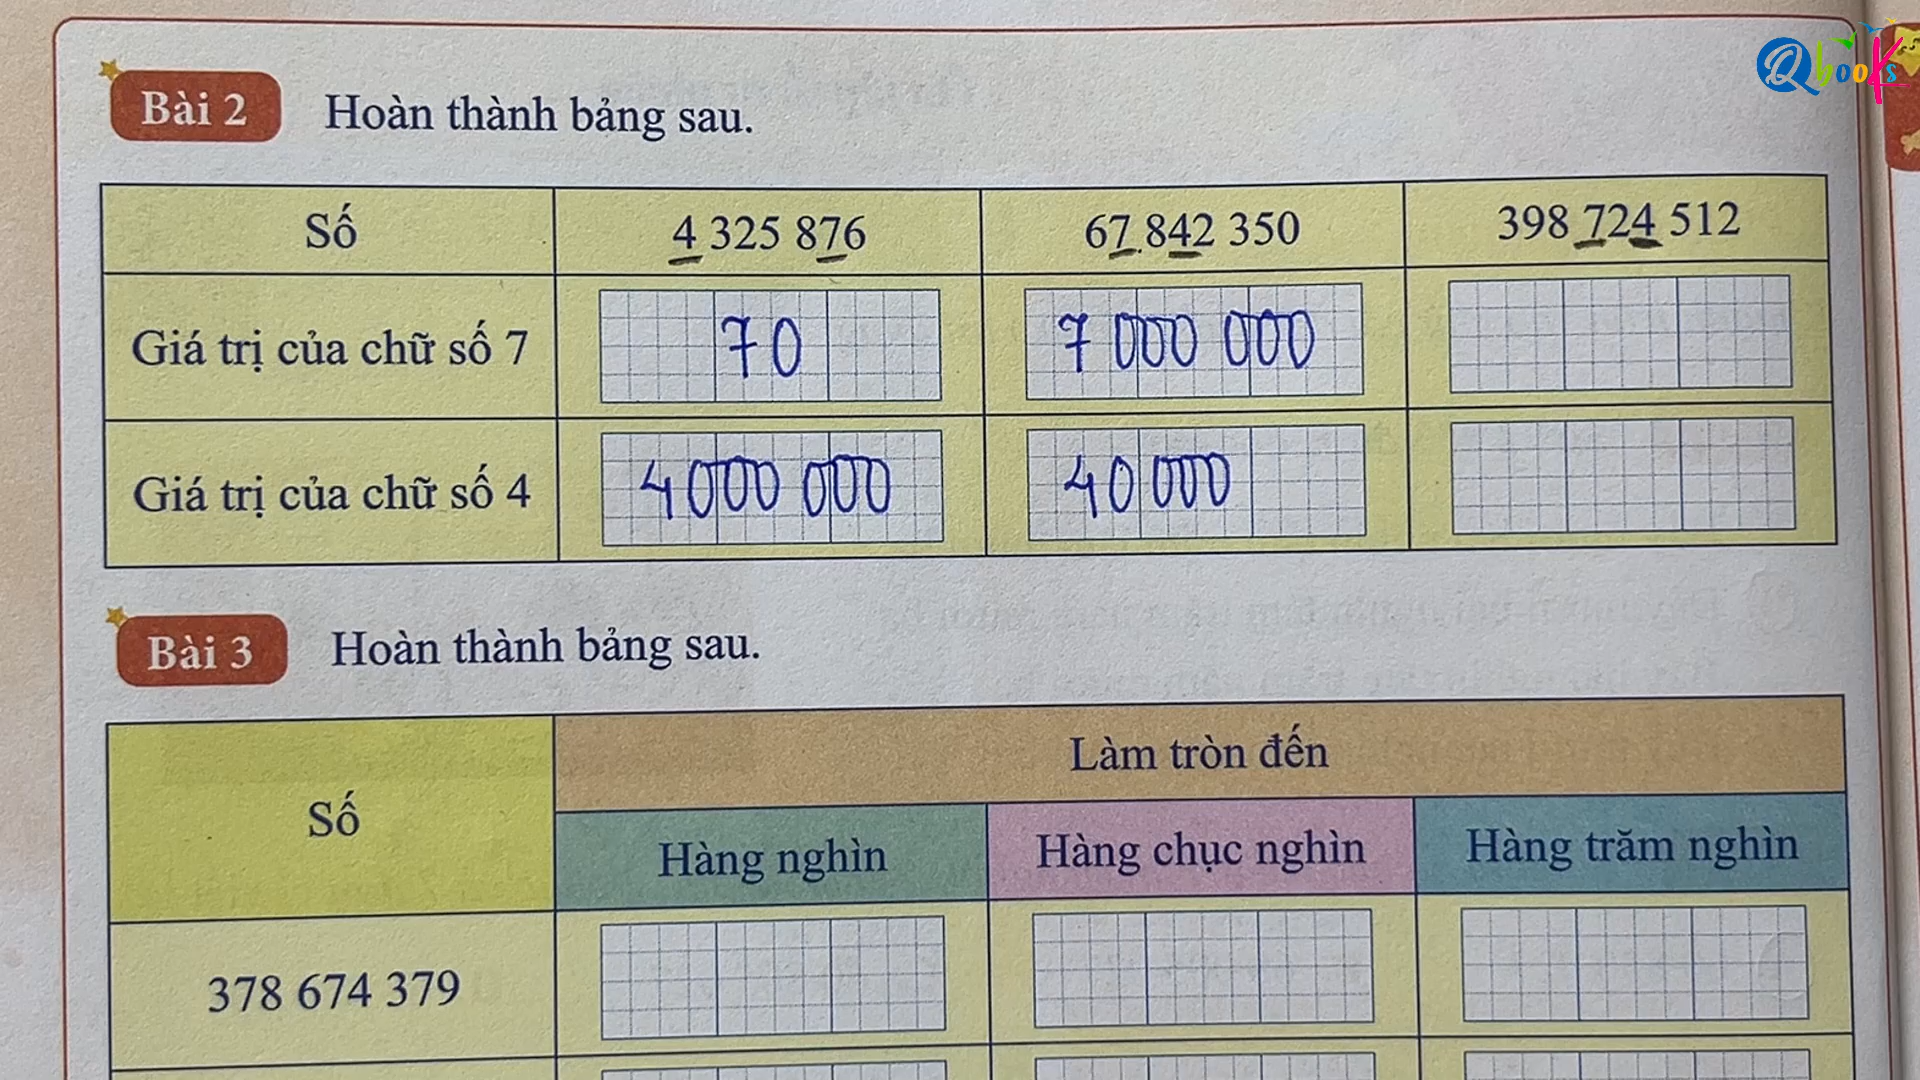 Qbooks
Bài 2 Hoàn thành bảng sau.
Số 4 325 876 67 842 350 398 724 512
Giá trị của chữ số 7 70 7 000 000
Giá trị của chữ số 4 4 000 000 40 000
Bài 3 Hoàn thành bảng sau.
Số Làm tròn đến
Hàng nghìn Hàng chục nghìn Hàng trăm nghìn
378 674 379